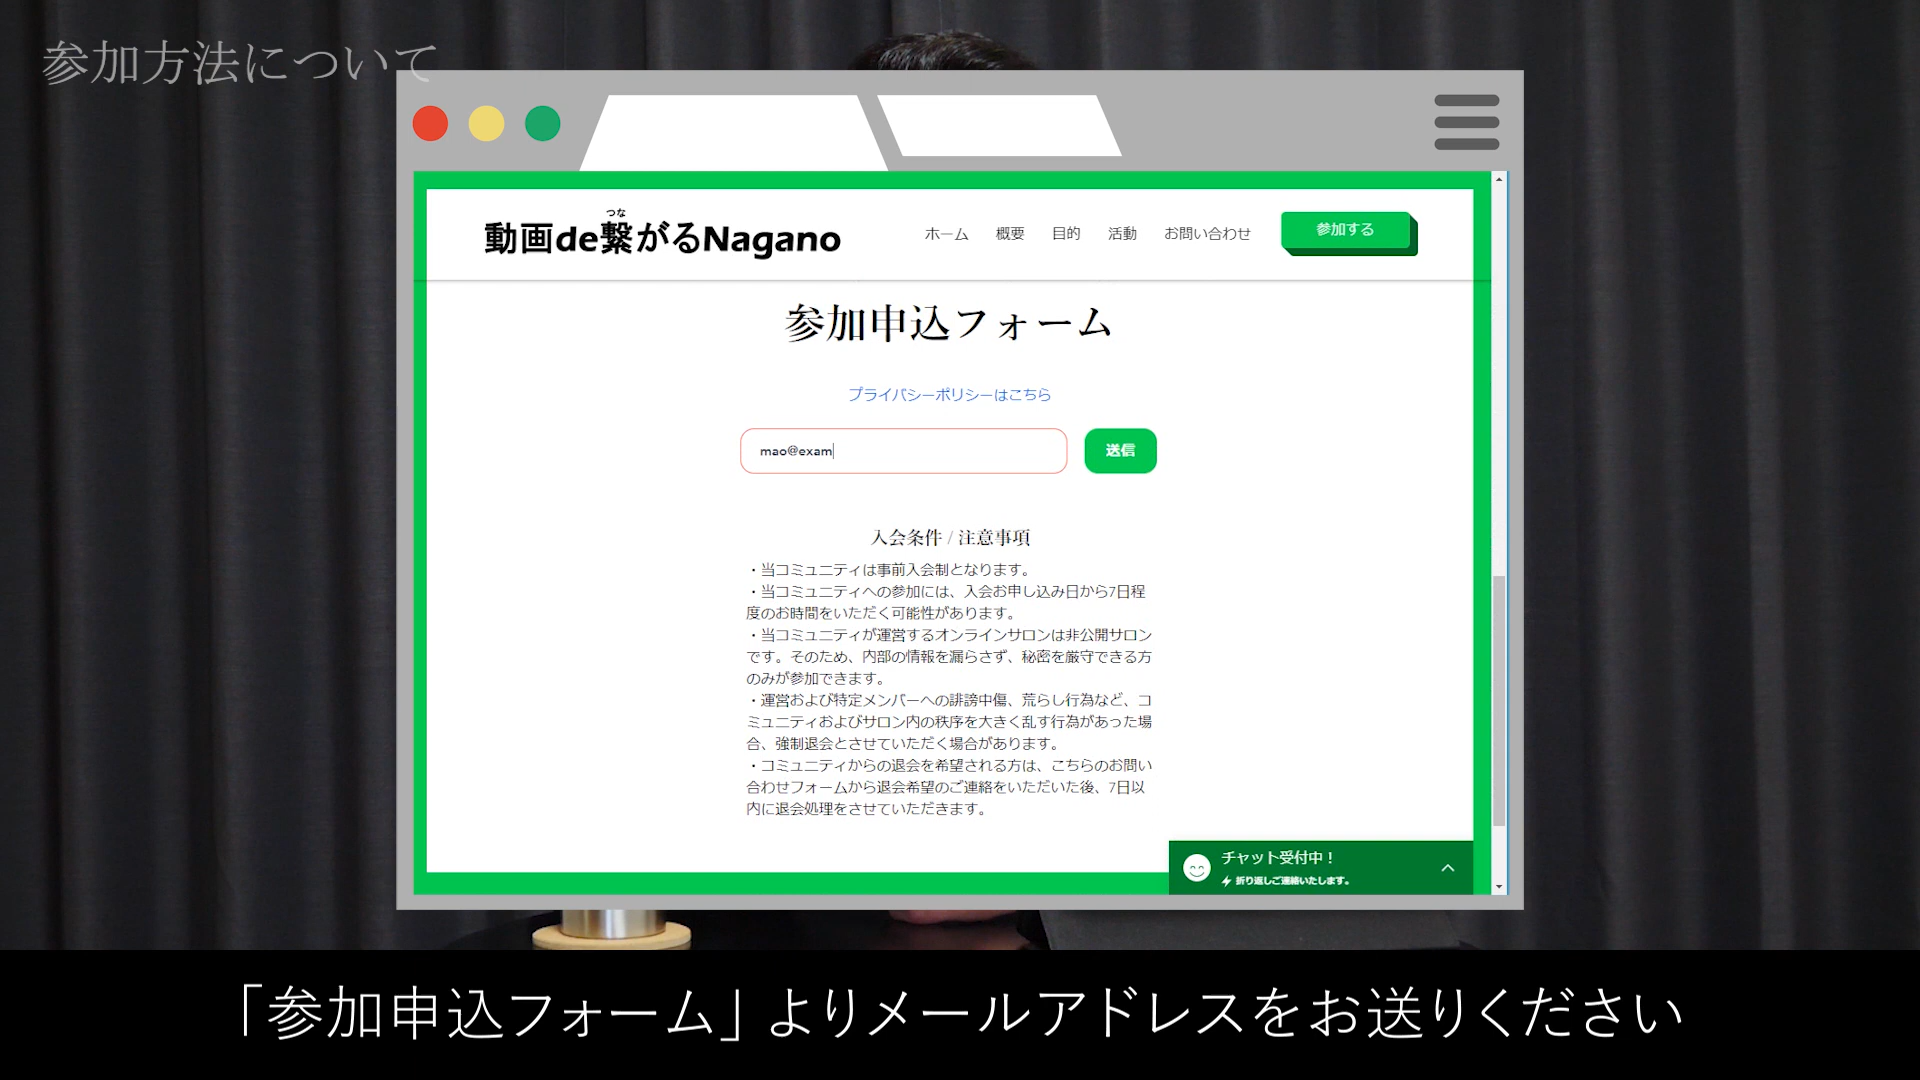 参加方法について
つな
動画de繋がるNagano
ホーム 概要 目的 活動 お問い合わせ 参加する
参加申込フォーム
プライバシーポリシーはこちら
mao@exam
送信
入会条件 / 注意事項
・当コミュニティは事前入会制となります。
・当コミュニティへの参加には、入会お申し込み日から7日程
度のお時間をいただく可能性があります。
・当コミュニティが運営するオンラインサロンは非公開サロン
です。そのため、内部の情報を漏らさず、秘密を厳守できる方
のみが参加できます。
・運営および特定メンバーへの誹謗中傷、荒らし行為など、コ
ミュニティおよびサロン内の秩序を大きく乱す行為があった場
合、強制退会とさせていただく場合があります。
・コミュニティからの退会を希望される方は、こちらのお問い
合わせフォームから退会希望のご連絡をいただいた後、7日以
内に退会処理をさせていただきます。
チャット受付中！
折り返しご連絡いたします。
「参加申込フォーム」よりメールアドレスをお送りください